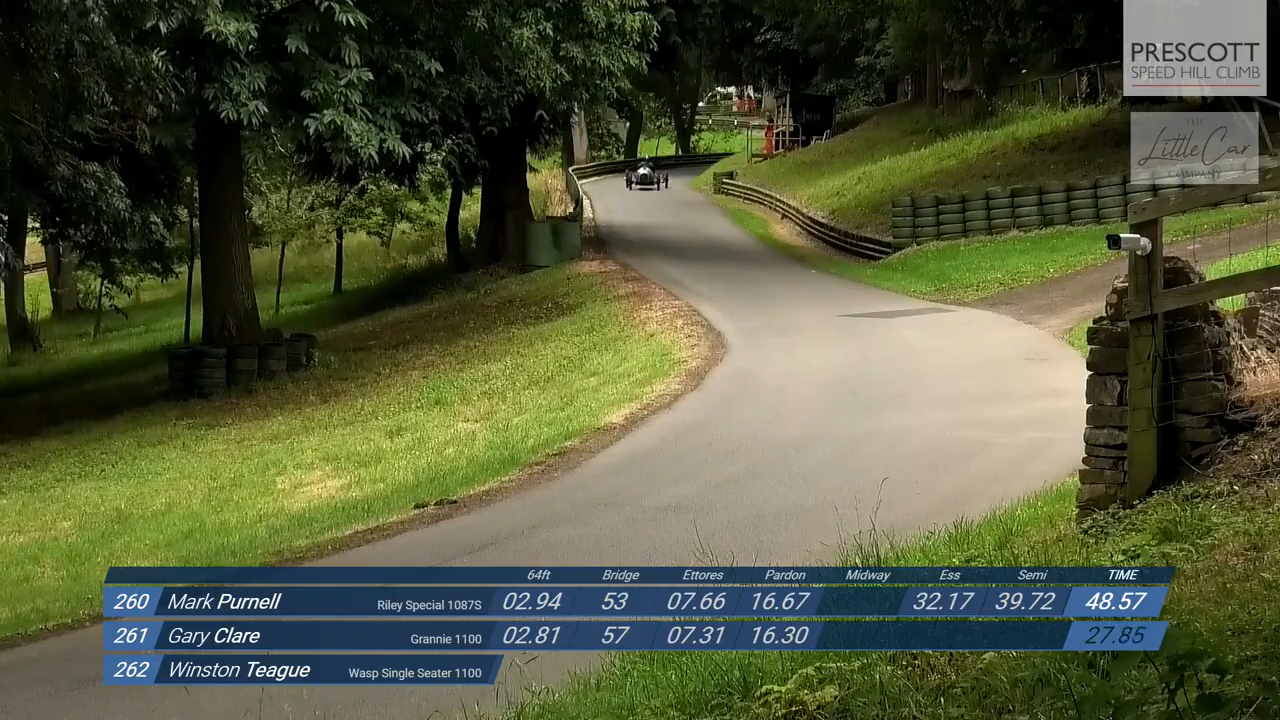 PRESCOTT
SPEED HILL CLIMB
THE
LittleCar
COMPANY
64ft Bridge Ettores Pardon Midway Ess Semi TIME
260 Mark Purnell Riley Special 1087S 02.94 53 07.66 16.67 32.17 39.72 48.57
261 Gary Clare Grannie 1100 02.81 57 07.31 16.30 27.85
262 Winston Teague Wasp Single Seater 1100